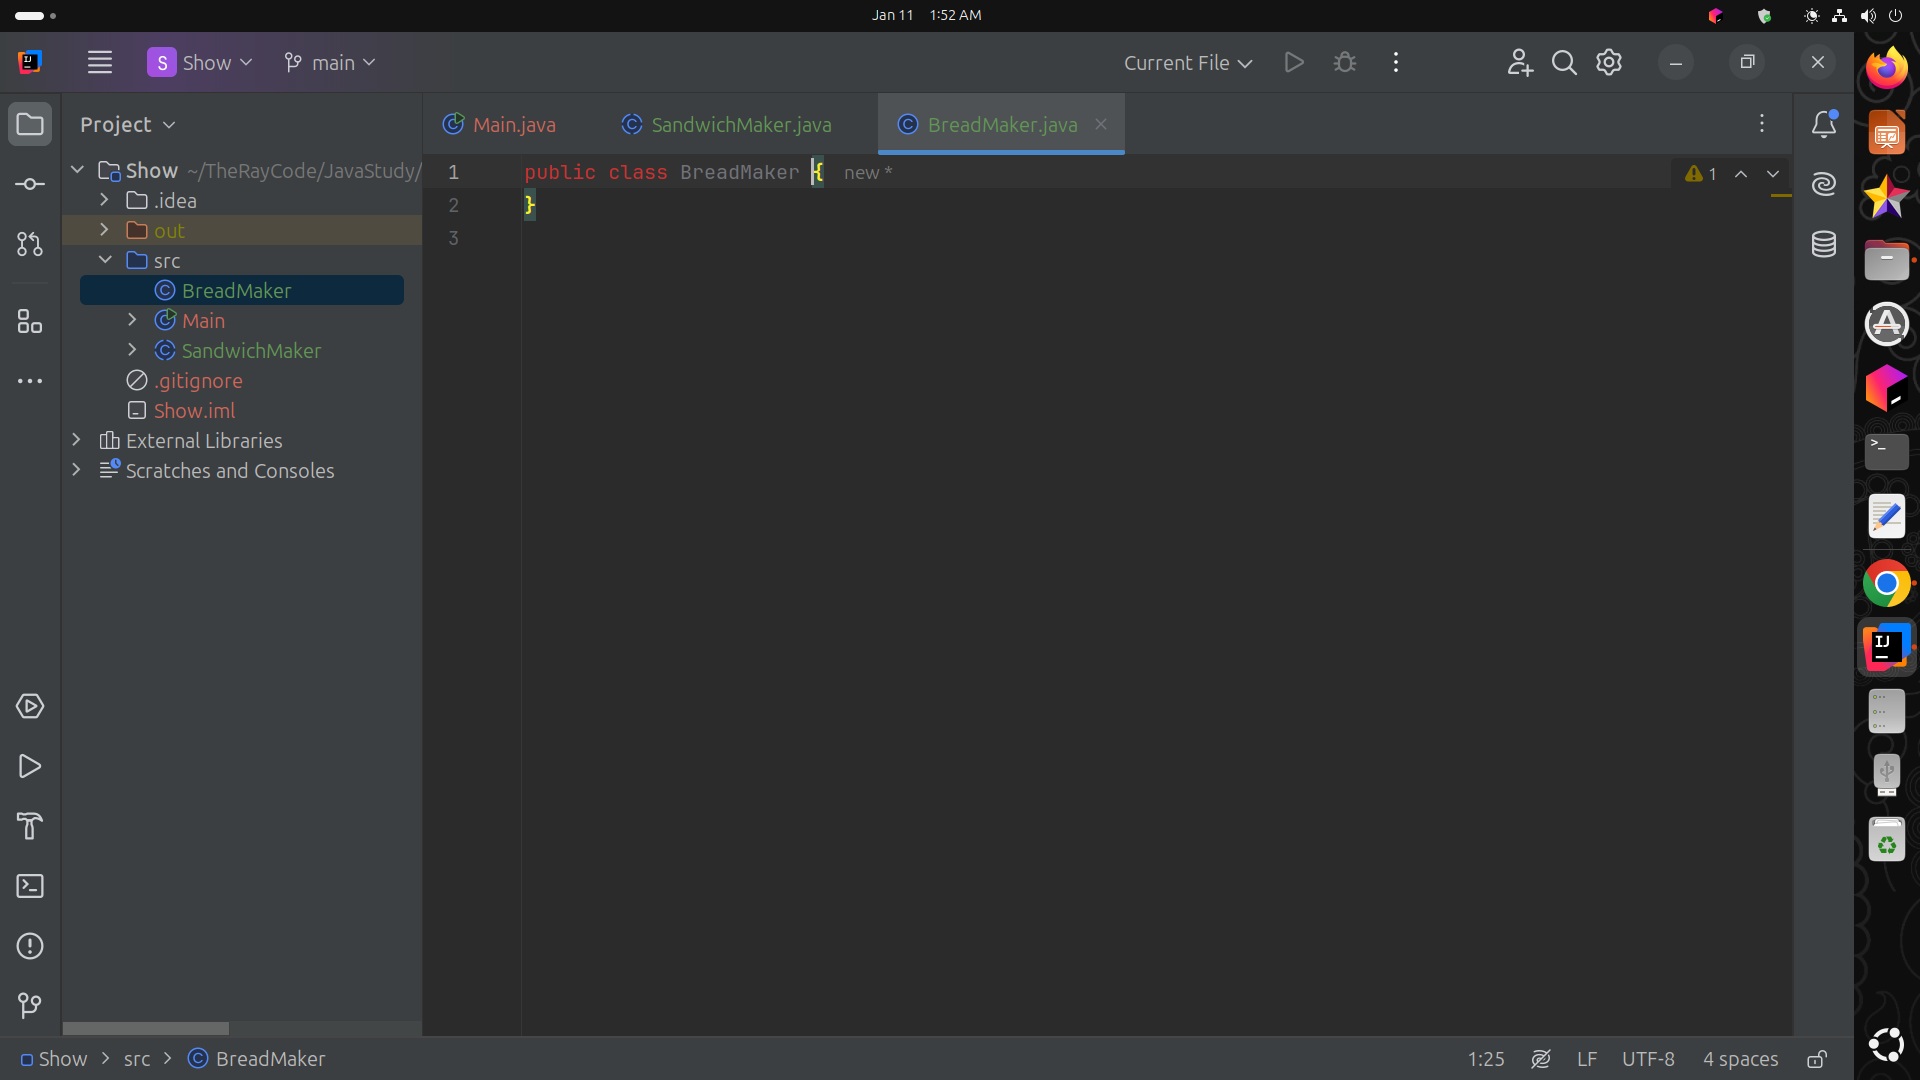 Jan 11 1:52 AM
S Show main
Current File
Project
Main.java
SandwichMaker.java
BreadMaker.java
Show ~/TheRayCode/JavaStudy/
.idea
out
src
BreadMaker
Main
SandwichMaker
.gitignore
Show.iml
External Libraries
Scratches and Consoles
1 public class BreadMaker { new *
2 }
3
1
Show > src > BreadMaker
1:25 LF UTF-8 4 spaces